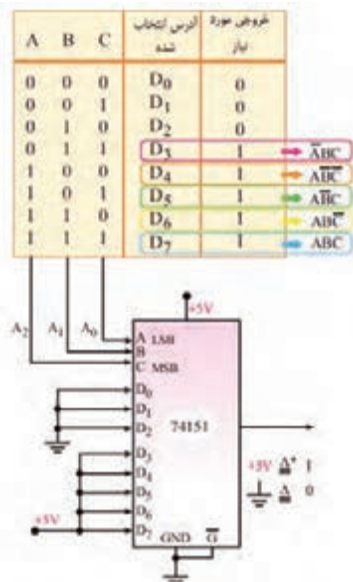 A B C آدرس انتخاب شده خروجی مورد نیاز
0 0 0 D0 0
0 0 1 D1 0
0 1 0 D2 0
0 1 1 D3 1 A̅BC
1 0 0 D4 1 AB̅C̅
1 0 1 D5 1 AB̅C
1 1 0 D6 1 ABC̅
1 1 1 D7 1 ABC
A2 A1 A0
+5V
A LSB
B
C MSB
D0
D1
D2 74151
D3
D4
D5
D6
D7
+5V
GND G̅
+5V ≙ 1
≙ 0